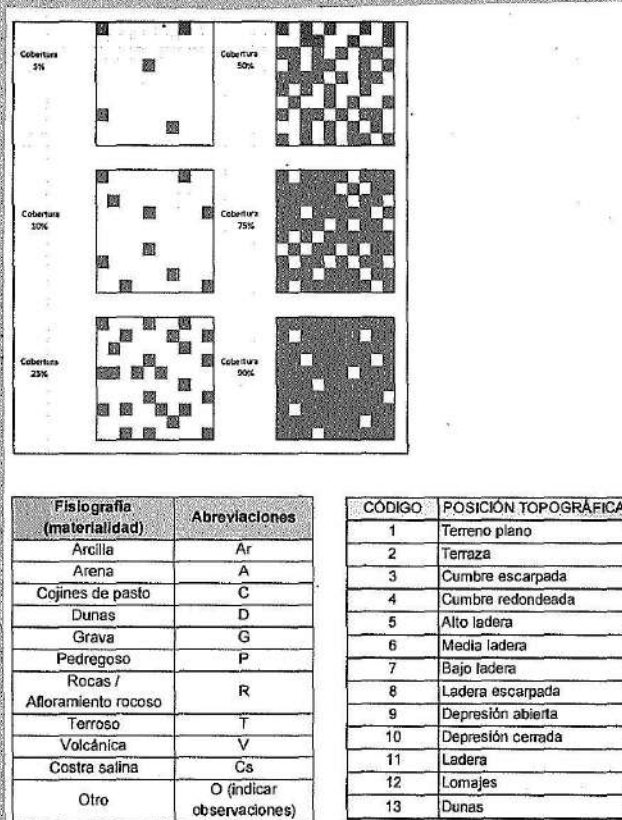 Cobertura
5%
Cobertura
50%
Cobertura
10%
Cobertura
75%
Cobertura
25%
Cobertura
90%
Fisiografía
(materialidad)
Abreviaciones
Arcilla Ar
Arena A
Cojines de pasto C
Dunas D
Grava G
Pedregoso P
Rocas /
Afloramiento rocoso
R
Terroso T
Volcánica V
Costra salina Cs
Otro
O (indicar
observaciones)
CÓDIGO POSICIÓN TOPOGRÁFICA
1 Terreno plano
2 Terraza
3 Cumbre escarpada
4 Cumbre redondeada
5 Alto ladera
6 Media ladera
7 Bajo ladera
8 Ladera escarpada
9 Depresión abierta
10 Depresión cerrada
11 Ladera
12 Lomajes
13 Dunas